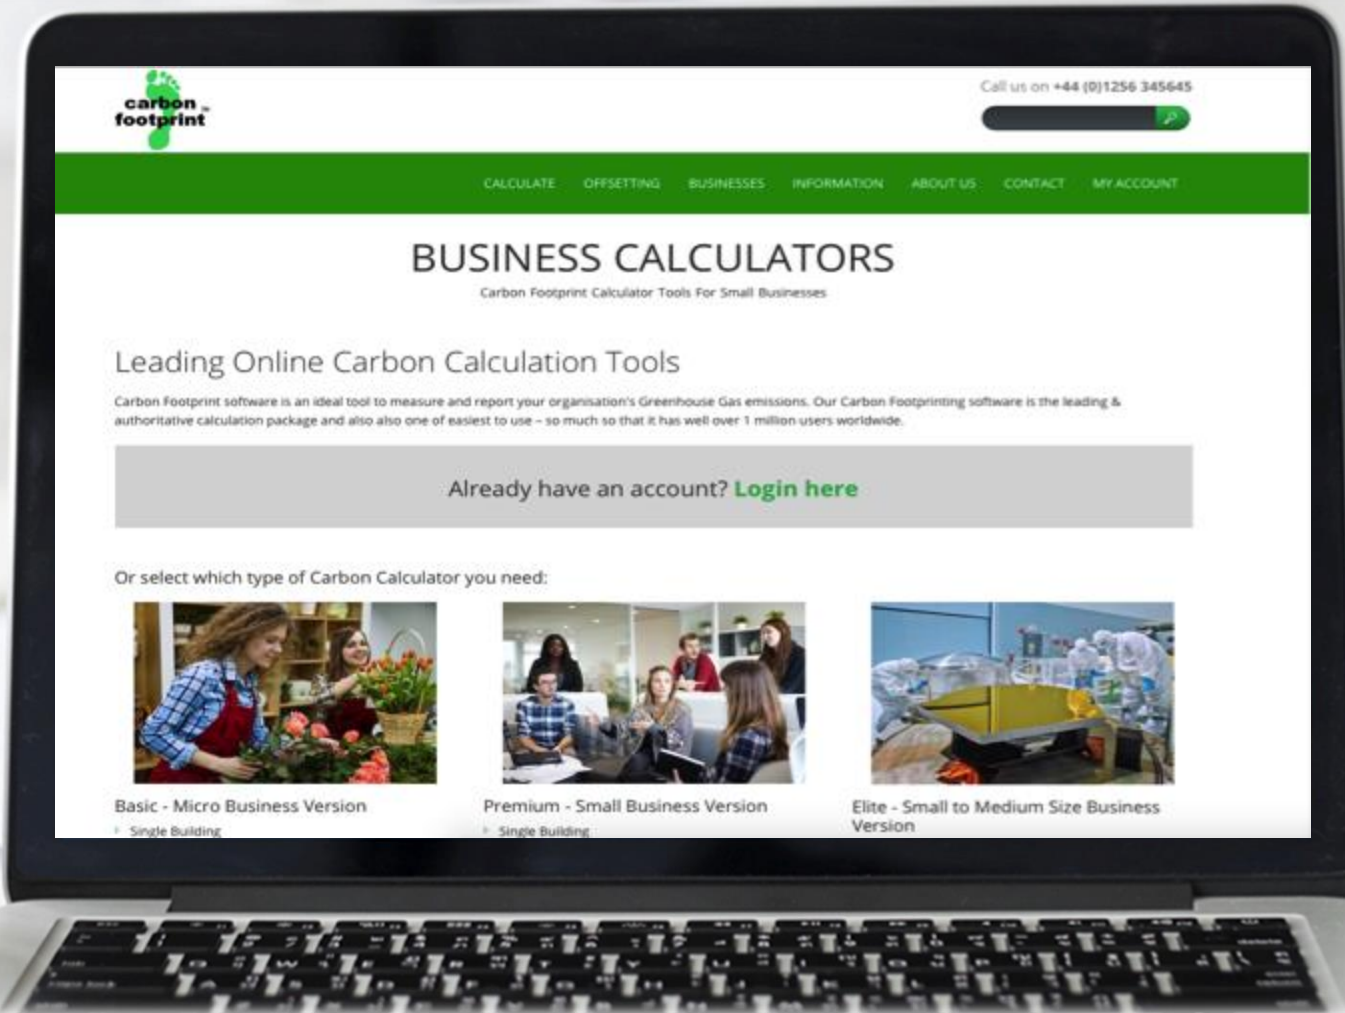 carbon
footprint
TM
Call us on +44 (0)1256 345645
CALCULATE OFFSETTING BUSINESSES INFORMATION ABOUT US CONTACT MY ACCOUNT
BUSINESS CALCULATORS
Carbon Footprint Calculator Tools For Small Businesses
Leading Online Carbon Calculation Tools
Carbon Footprint software is an ideal tool to measure and report your organisation's Greenhouse Gas emissions. Our Carbon Footprinting software is the leading &
authoritative calculation package and also also one of easiest to use – so much so that it has well over 1 million users worldwide.
Already have an account? Login here
Or select which type of Carbon Calculator you need:
Basic - Micro Business Version
Single Building
Premium - Small Business Version
Single Building
Elite - Small to Medium Size Business
Version
delete